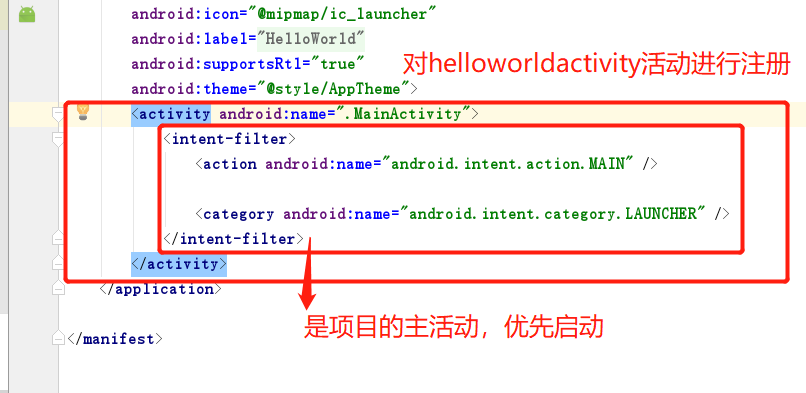 android:icon="@mipmap/ic_launcher"
android:label="HelloWorld"
android:supportsRtl="true"
对helloworldactivity活动进行注册
android:theme="@style/AppTheme">
<activity android:name=".MainActivity">
<intent-filter>
<action android:name="android.intent.action.MAIN" />
<category android:name="android.intent.category.LAUNCHER" />
</intent-filter>
</activity>
</application>
是项目的主活动，优先启动
</manifest>